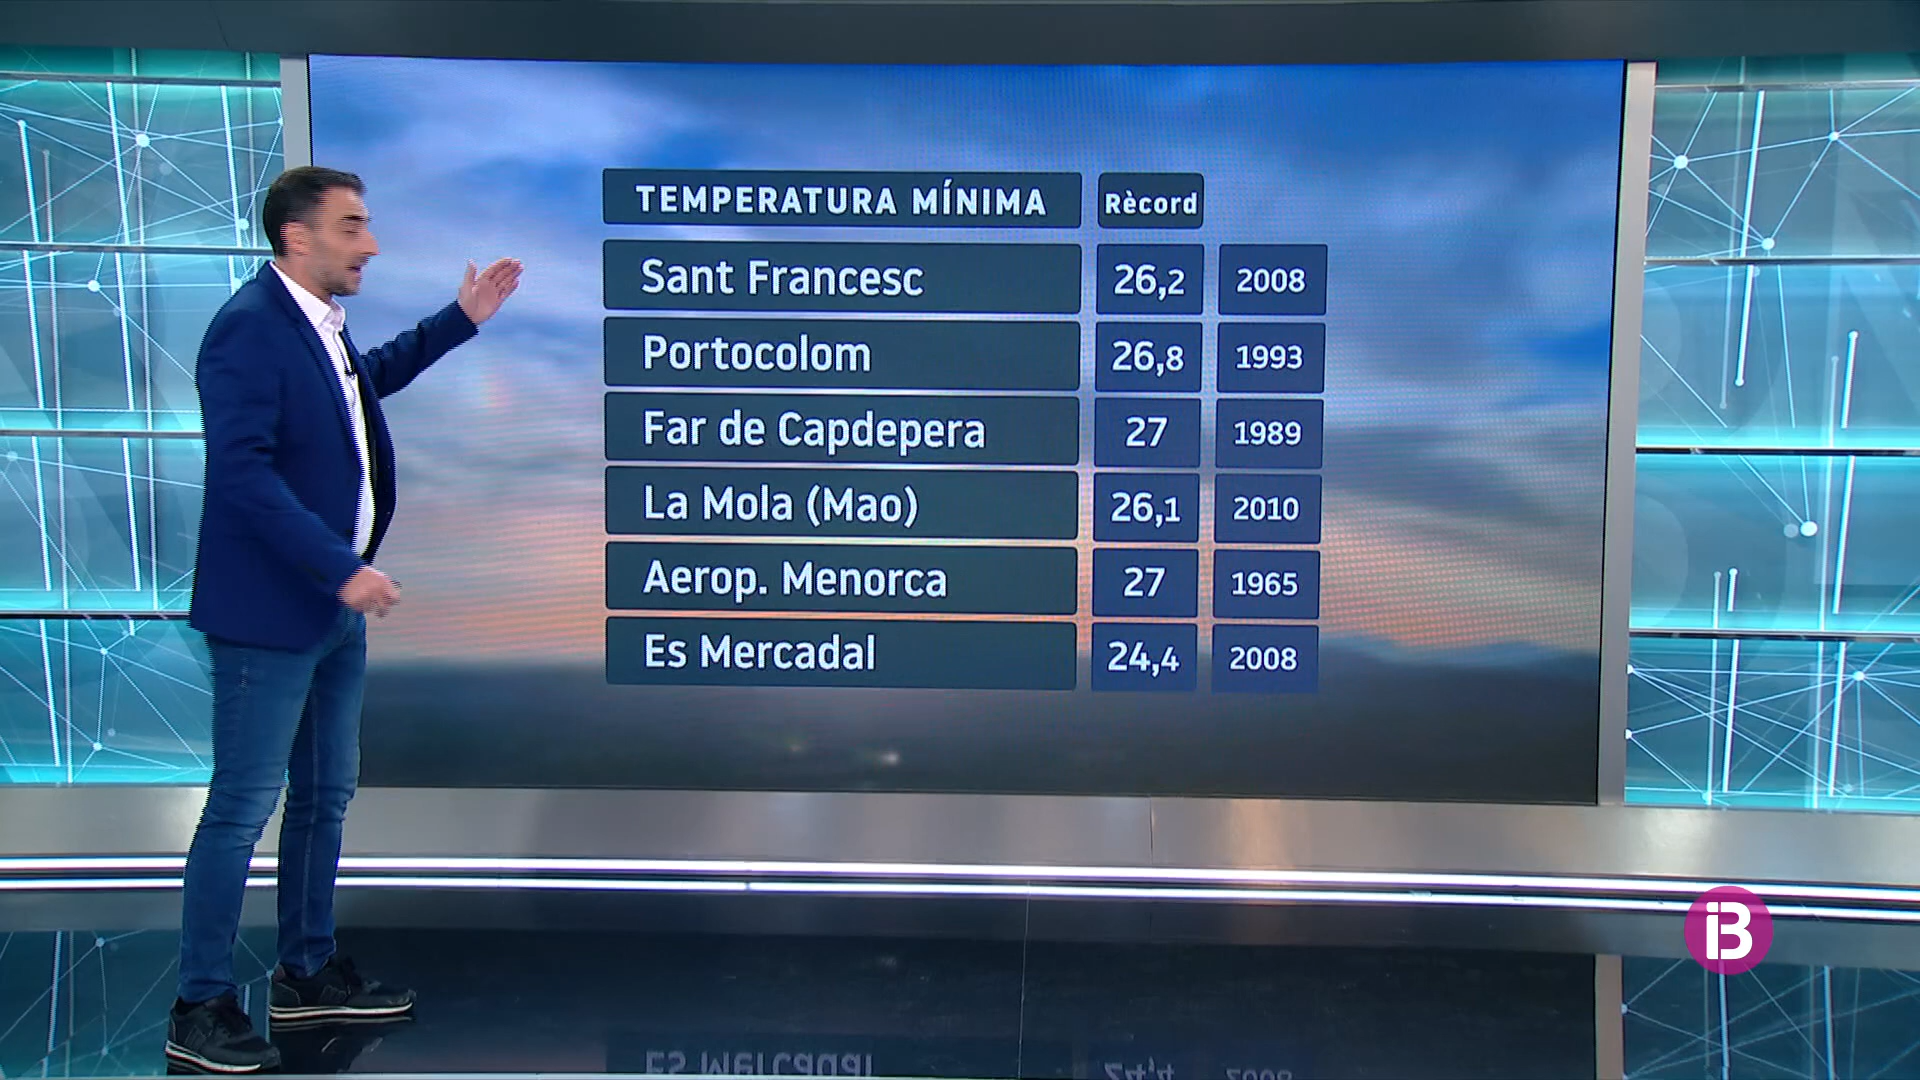 TEMPERATURA MÍNIMA Rècord
Sant Francesc 26,2 2008
Portocolom 26,8 1993
Far de Capdepera 27 1989
La Mola (Mao) 26,1 2010
Aerop. Menorca 27 1965
Es Mercadal 24,4 2008
IB